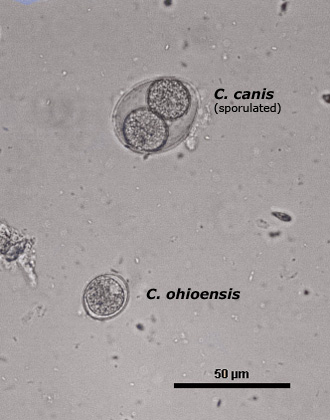 C. canis
(sporulated)
C. ohioensis
50 µm